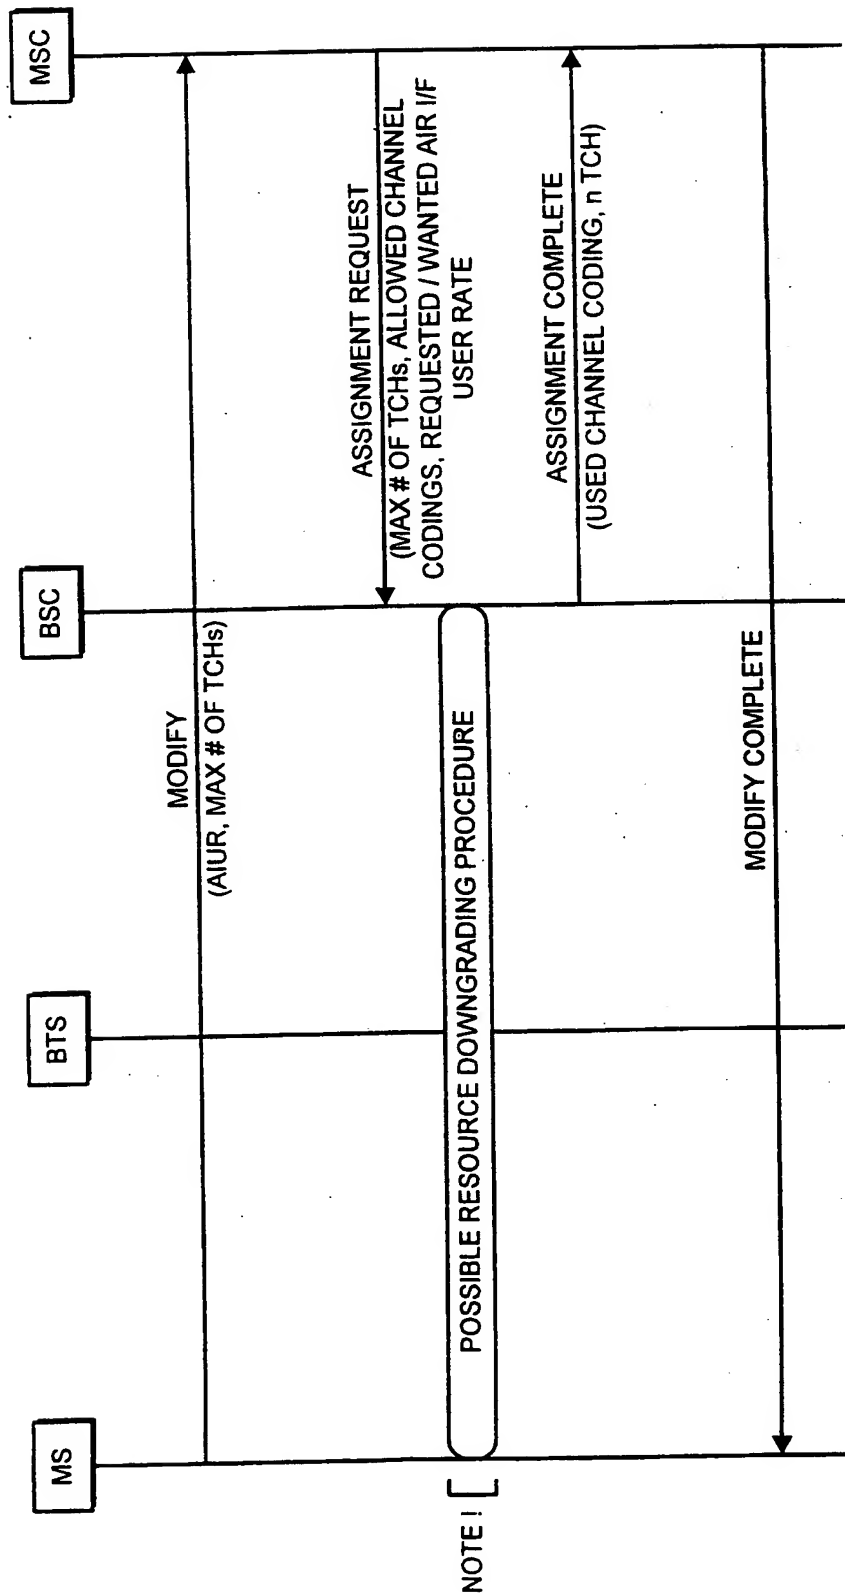 MS
BTS
BSC
MSC
MODIFY
(AIUR, MAX # OF TCHs)
ASSIGNMENT REQUEST
(MAX # OF TCHs, ALLOWED CHANNEL
CODINGS, REQUESTED / WANTED AIR I/F
USER RATE
NOTE !
POSSIBLE RESOURCE DOWNGRADING PROCEDURE
ASSIGNMENT COMPLETE
(USED CHANNEL CODING, n TCH)
MODIFY COMPLETE